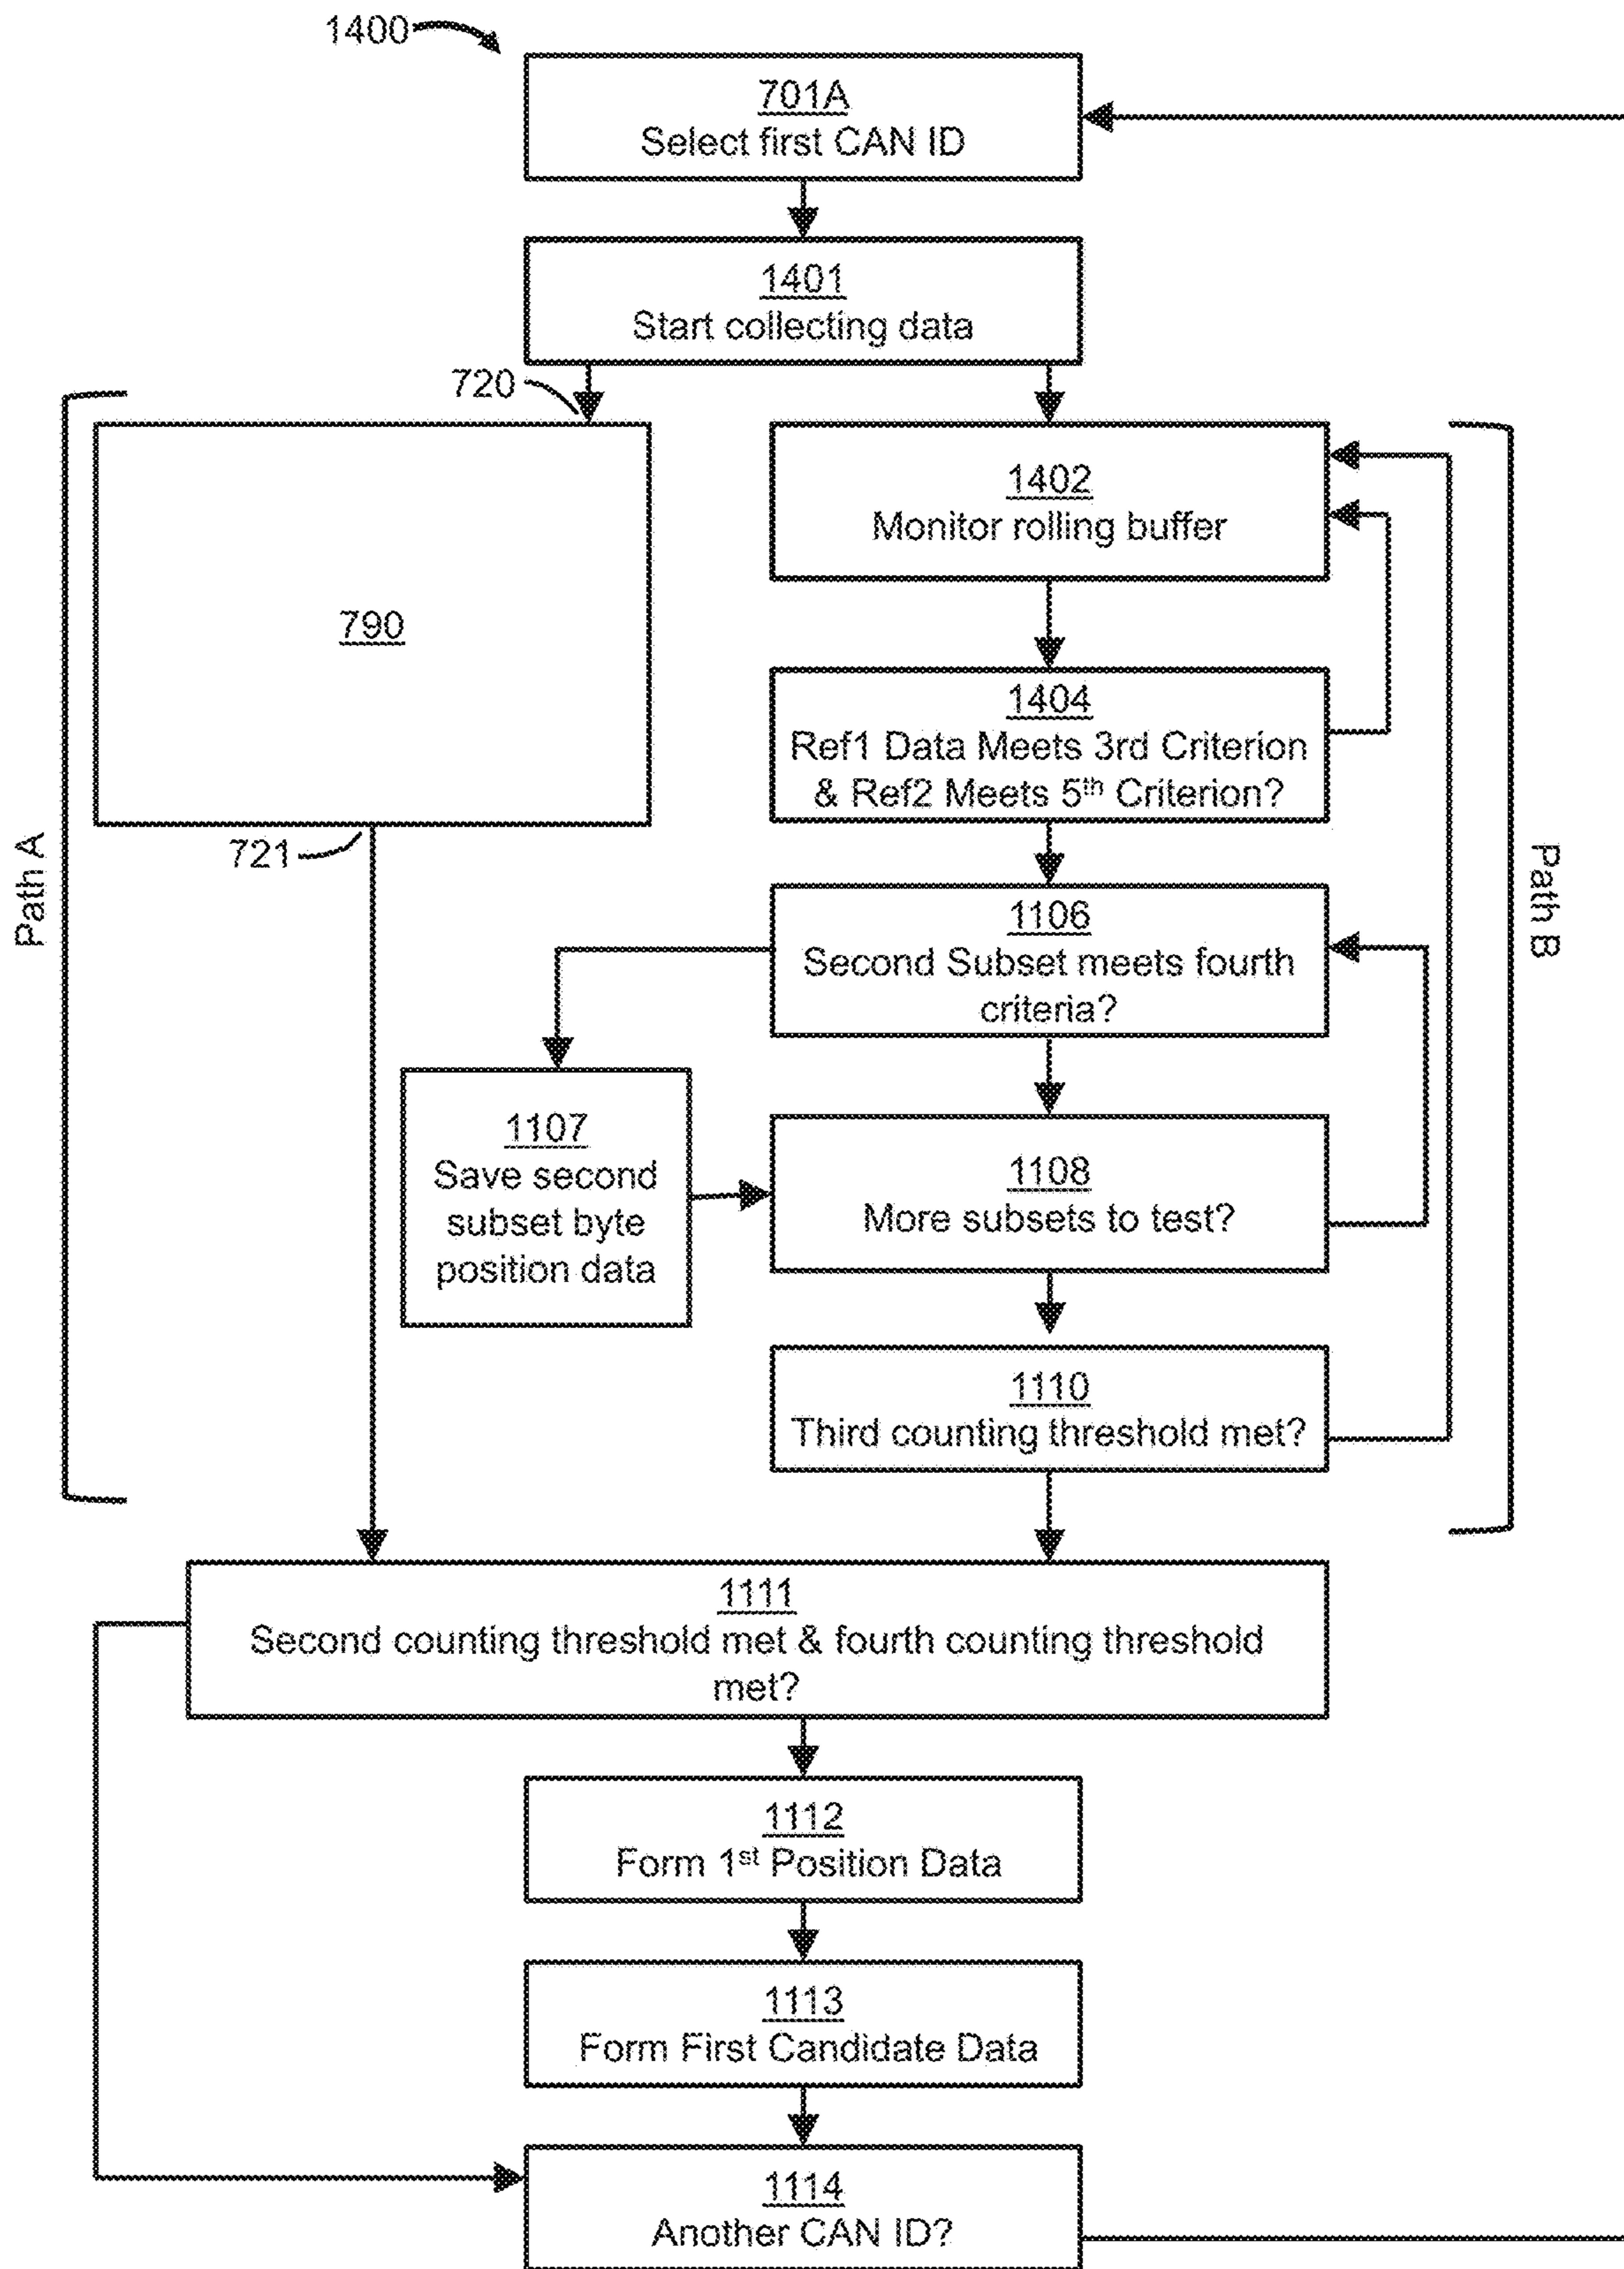 1400
701A
Select first CAN ID
1401
Start collecting data
720
790
721
Path A
1402
Monitor rolling buffer
1404
Ref1 Data Meets 3rd Criterion
& Ref2 Meets 5th Criterion?
Path B
1106
Second Subset meets fourth
criteria?
1107
Save second
subset byte
position data
1108
More subsets to test?
1110
Third counting threshold met?
1111
Second counting threshold met & fourth counting threshold
met?
1112
Form 1st Position Data
1113
Form First Candidate Data
1114
Another CAN ID?